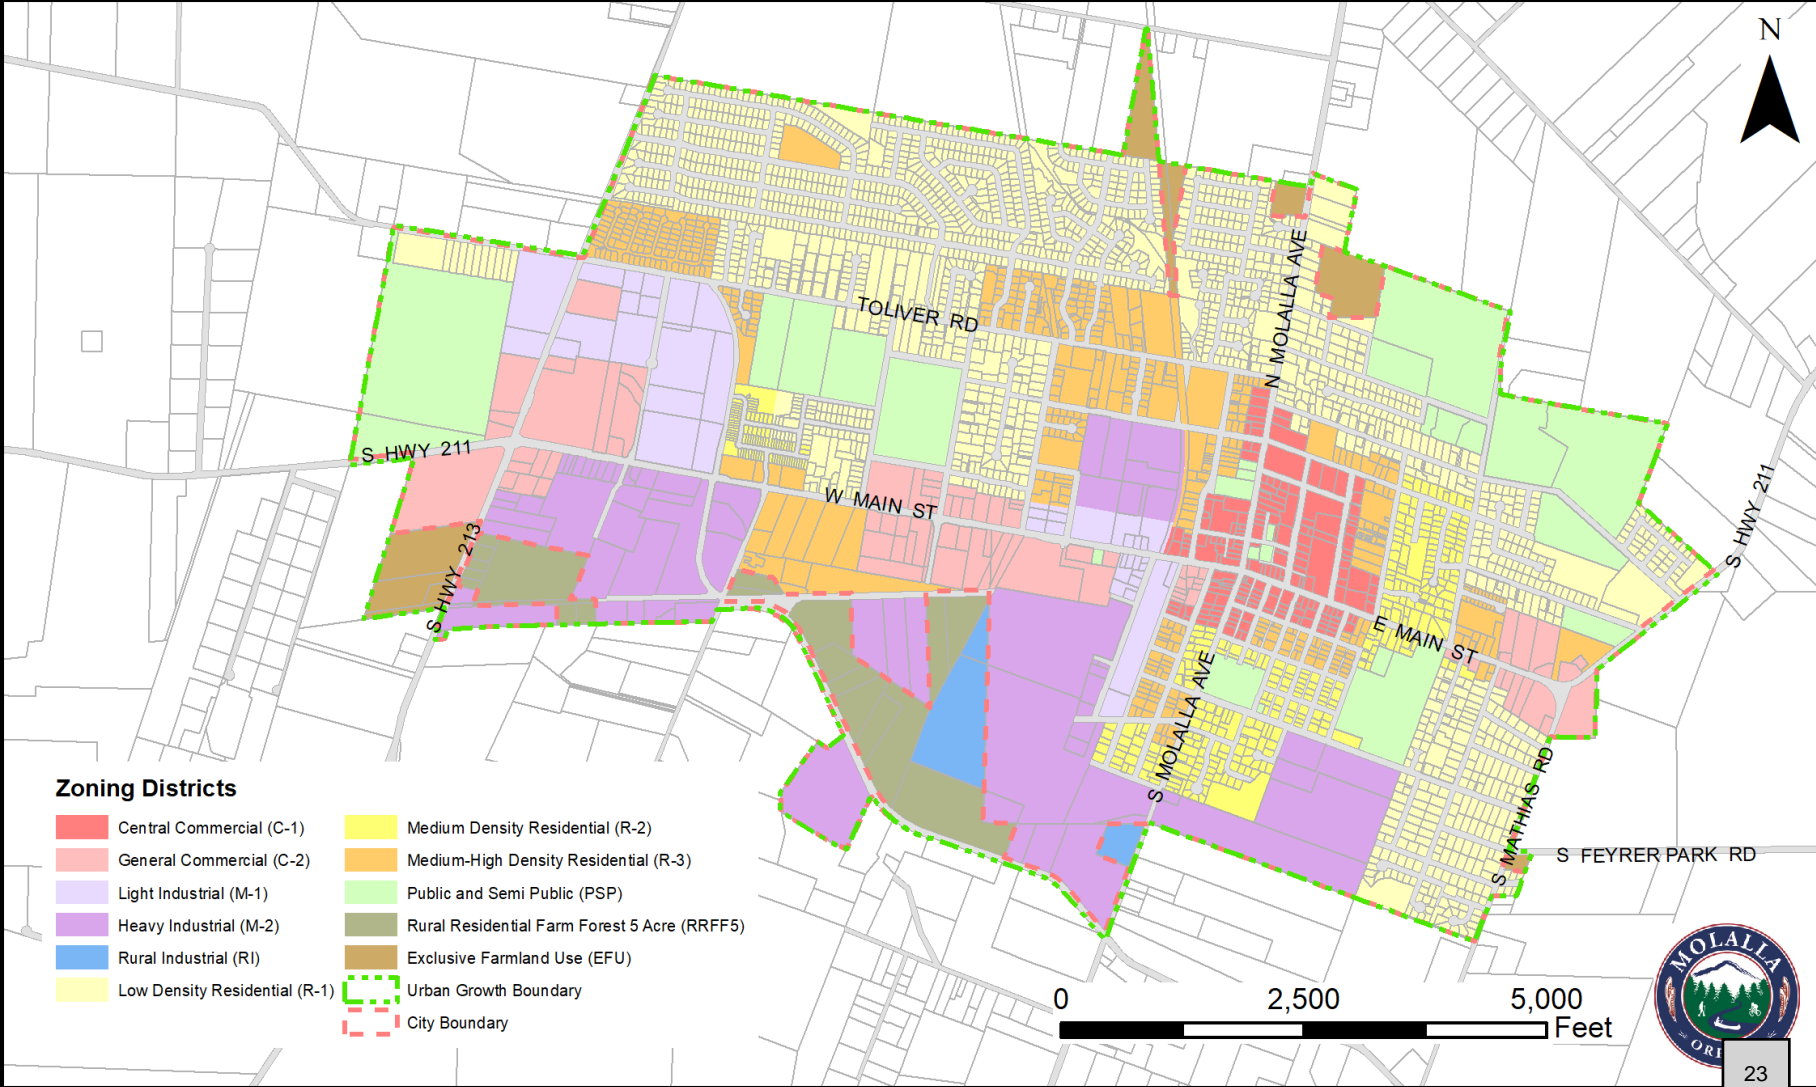 N
TOLIVER RD
N MOLALLA AVE
S HWY 211
W MAIN ST
S HWY 211
S HWY 213
E MAIN ST
S MOLALLA AVE
S MATHIAS RD
S FEYRER PARK RD
Zoning Districts
Central Commercial (C-1)
General Commercial (C-2)
Light Industrial (M-1)
Heavy Industrial (M-2)
Rural Industrial (RI)
Low Density Residential (R-1)
Medium Density Residential (R-2)
Medium-High Density Residential (R-3)
Public and Semi Public (PSP)
Rural Residential Farm Forest 5 Acre (RRFF5)
Exclusive Farmland Use (EFU)
Urban Growth Boundary
City Boundary
0 2,500 5,000
Feet
MOLALLA
23